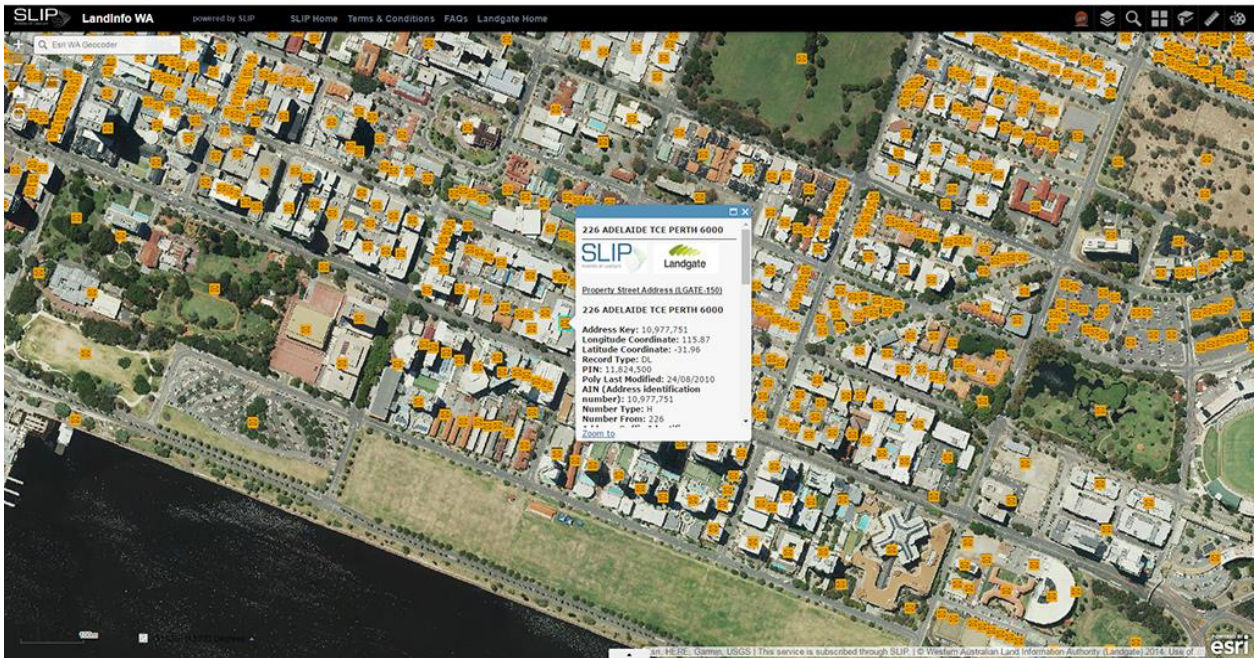 SLIP
LandInfo WA
powered by SLIP
SLIP Home Terms & Conditions FAQs Landgate Home
Esri WA Geocoder
226 ADELAIDE TCE PERTH 6000
SLIP
Landgate
Property Street Address (LGATE-150)
226 ADELAIDE TCE PERTH 6000
Address Key: 10,977,751
Longitude Coordinate: 115.87
Latitude Coordinate: -31.96
Record Type: DL
PIN: 11,824,500
Poly Last Modified: 24/08/2010
AIN (Address identification
number): 10,977,751
Number Type: H
Number From: 226
Zoom to
100m
esri
HERE, Garmin, USGS | This service is subscribed through SLIP. | © Western Australian Land Information Authority (Landgate) 2014. Use of...